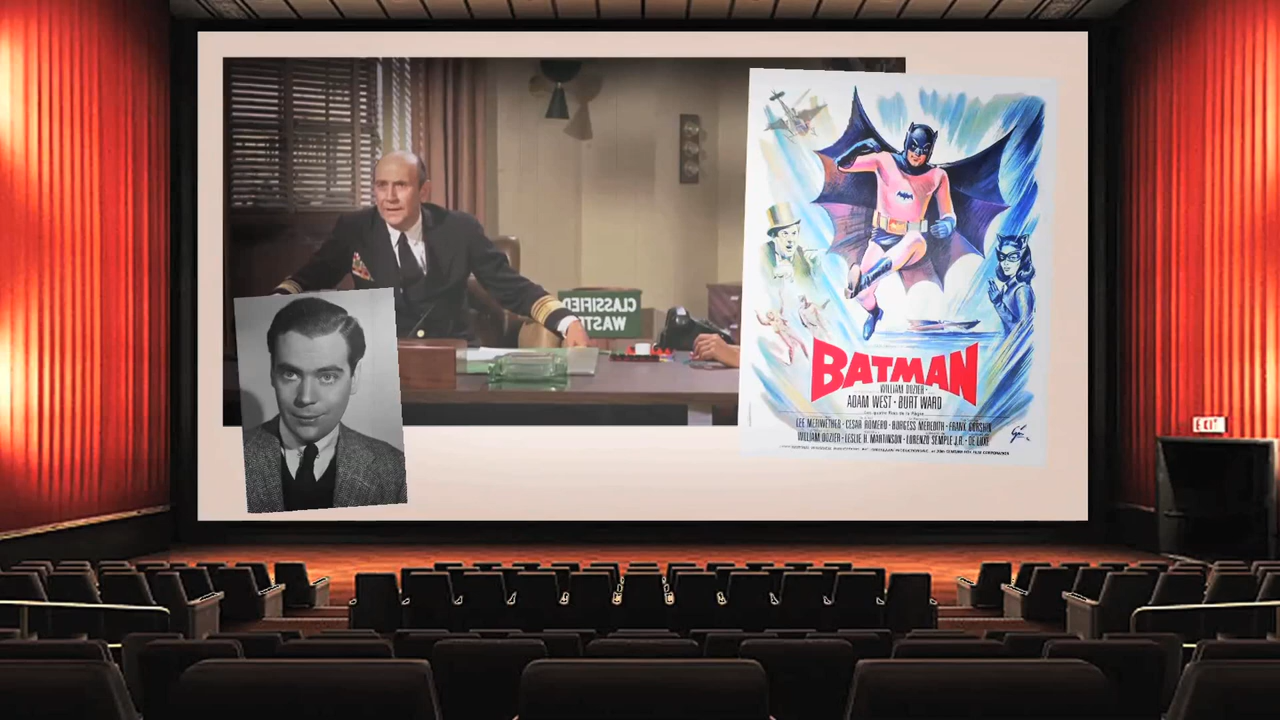 CLASSIFIED
WASTE
BATMAN
WILLIAM DOZIER
ADAM WEST · BURT WARD
LEE MERIWETHER · CESAR ROMERO · BURGESS MEREDITH · FRANK GORSHIN
WILLIAM DOZIER · LESLIE H. MARTINSON · LORENZO SEMPLE J.R. · DE LUXE
EXIT